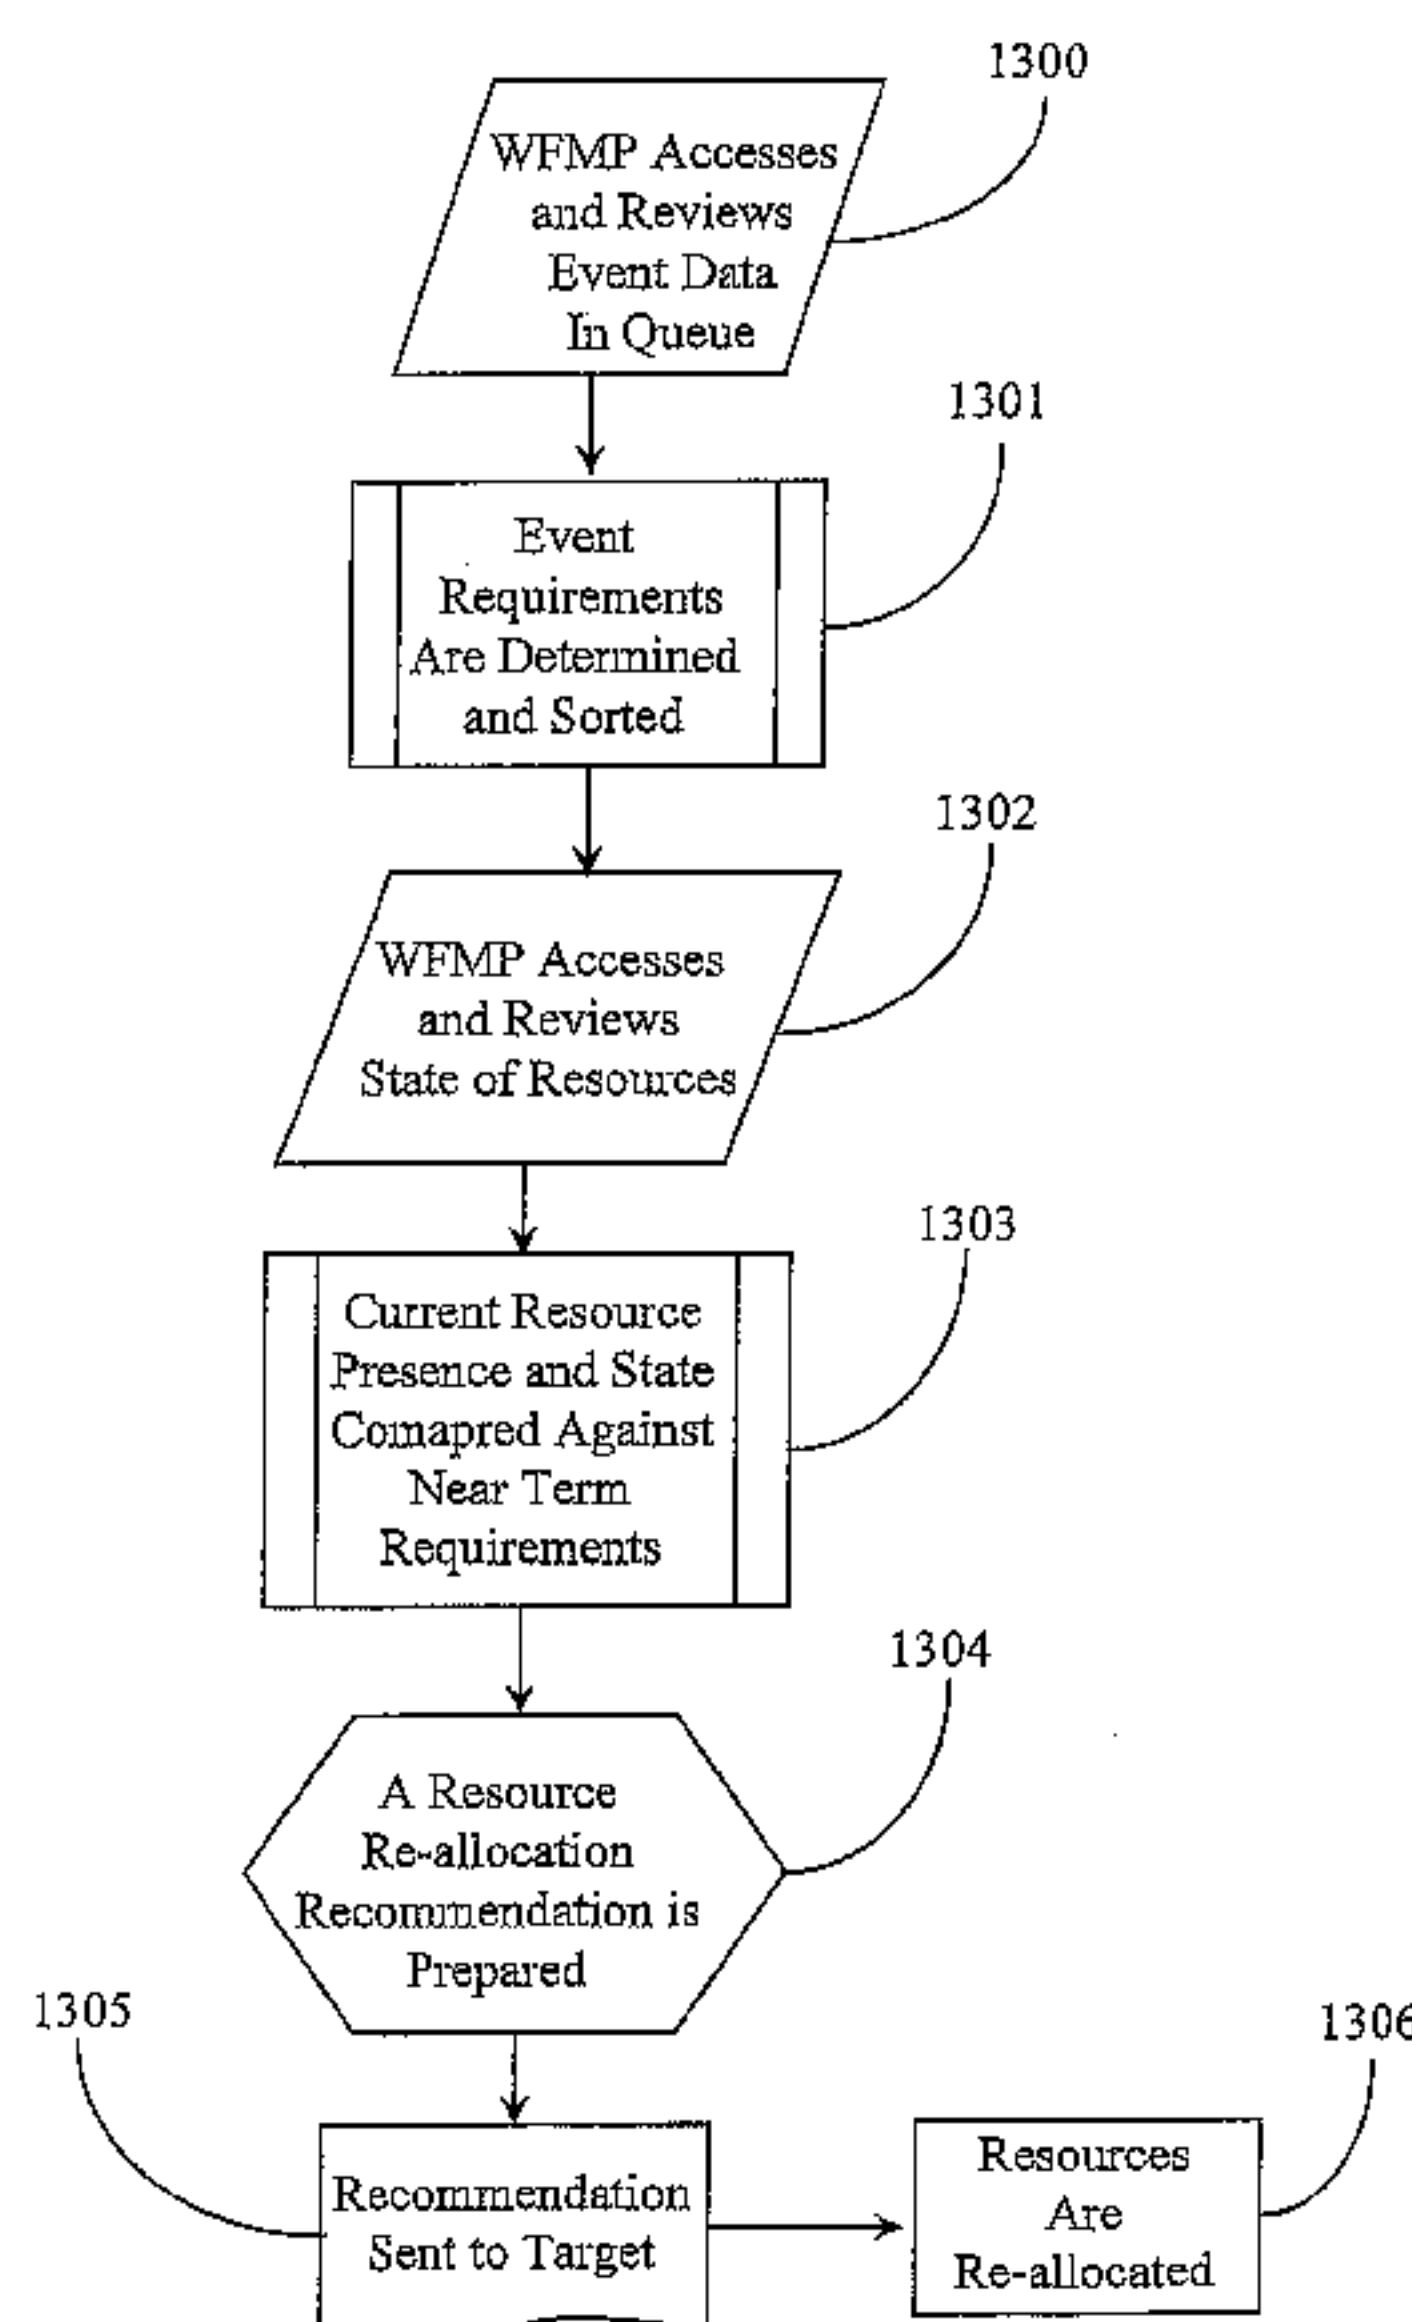 1300
WFMP Accesses
and Reviews
Event Data
In Queue
1301
Event
Requirements
Are Determined
and Sorted
1302
WFMP Accesses
and Reviews
State of Resources
1303
Current Resource
Presence and State
Comapred Against
Near Term
Requirements
1304
A Resource
Re-allocation
Recommendation is
Prepared
1305
Recommendation
Sent to Target
1306
Resources
Are
Re-allocated